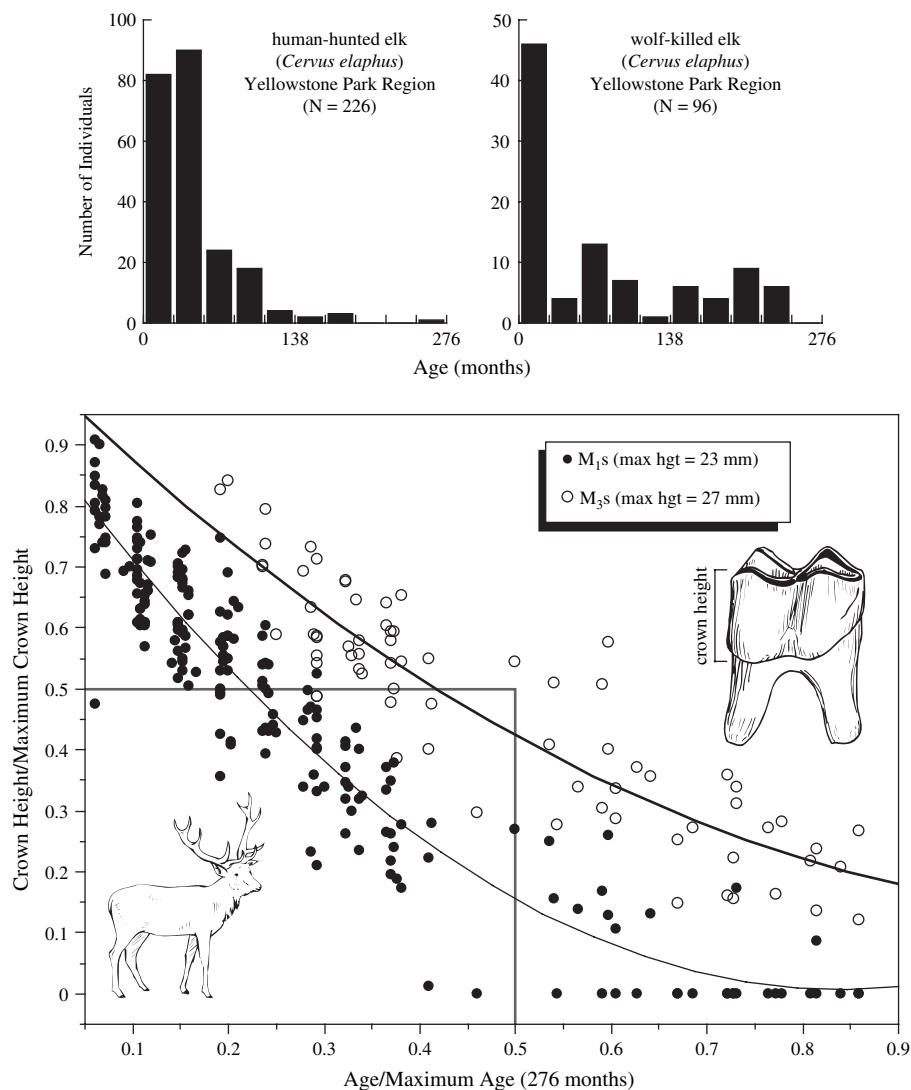 100
80
60
40
20
0
Number of Individuals
human-hunted elk
(Cervus elaphus)
Yellowstone Park Region
(N = 226)
0
138
276
50
40
30
20
10
0
wolf-killed elk
(Cervus elaphus)
Yellowstone Park Region
(N = 96)
0
138
276
Age (months)
0.9
0.8
0.7
0.6
0.5
0.4
0.3
0.2
0.1
0
Crown Height/Maximum Crown Height
M1s (max hgt = 23 mm)
M3s (max hgt = 27 mm)
crown height
0.1
0.2
0.3
0.4
0.5
0.6
0.7
0.8
0.9
Age/Maximum Age (276 months)